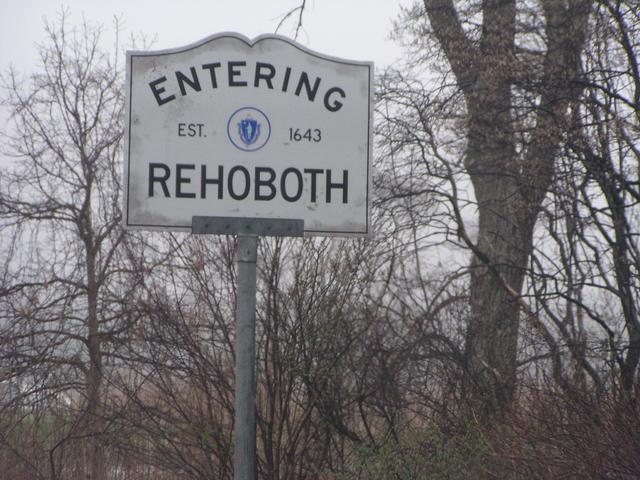 ENTERING
EST. 1643
REHOBOTH